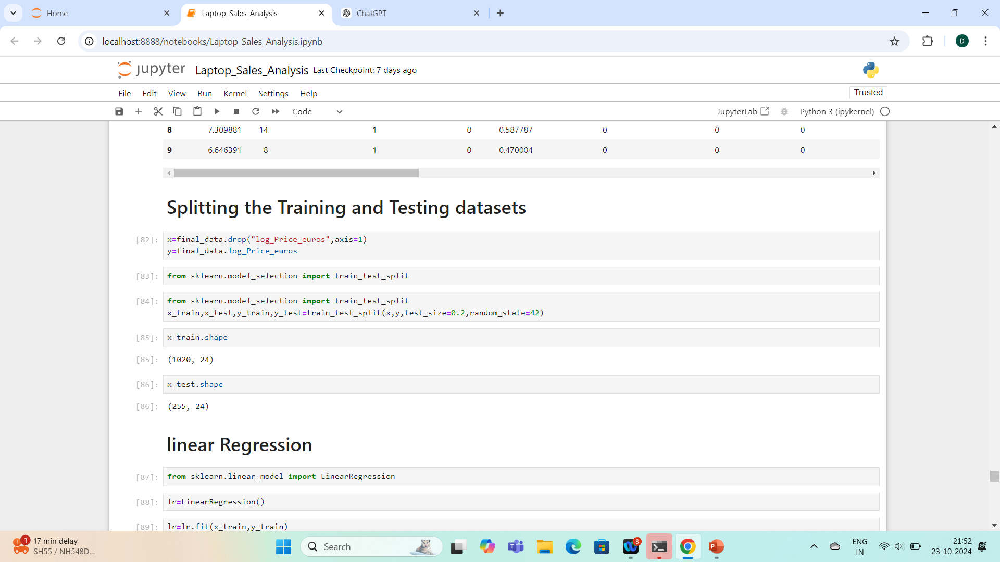 Home
Laptop_Sales_Analysis
ChatGPT
localhost:8888/notebooks/Laptop_Sales_Analysis.ipynb
D
jupyter Laptop_Sales_Analysis Last Checkpoint: 7 days ago
File Edit View Run Kernel Settings Help
Trusted
Code
JupyterLab
Python 3 (ipykernel)
8 7.309881 14 1 0 0.587787 0 0 0
9 6.646391 8 1 0 0.470004 0 0 0
Splitting the Training and Testing datasets
[82]: x=final_data.drop("log_Price_euros",axis=1)
y=final_data.log_Price_euros
[83]: from sklearn.model_selection import train_test_split
[84]: from sklearn.model_selection import train_test_split
x_train,x_test,y_train,y_test=train_test_split(x,y,test_size=0.2,random_state=42)
[85]: x_train.shape
[85]: (1020, 24)
[86]: x_test.shape
[86]: (255, 24)
linear Regression
[87]: from sklearn.linear_model import LinearRegression
[88]: lr=LinearRegression()
[89]: lr=lr.fit(x_train,y_train)
1
17 min delay
SH55 / NH548D...
Search
8
ENG
IN
21:52
23-10-2024